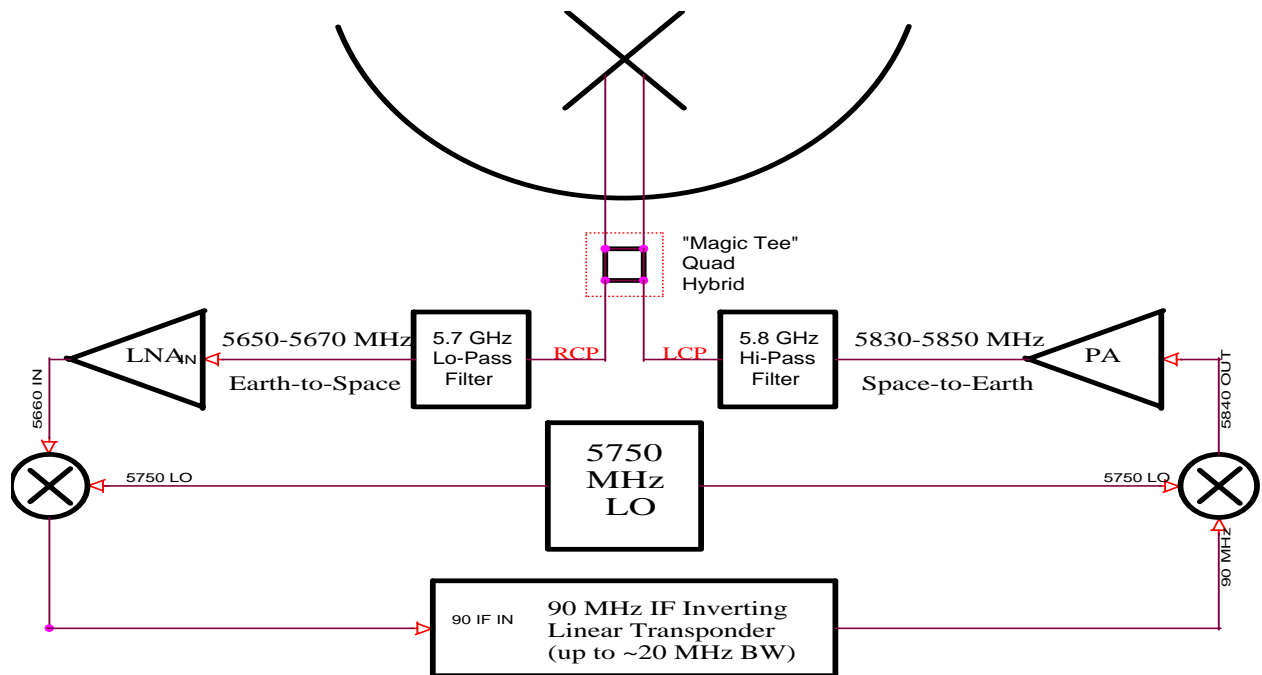 "Magic Tee"
Quad
Hybrid
5650-5670 MHz
Earth-to-Space
LNA
IN
5.7 GHz
Lo-Pass
Filter
RCP
LCP
5.8 GHz
Hi-Pass
Filter
5830-5850 MHz
Space-to-Earth
PA
5660 IN
5840 OUT
5750 LO
5750
MHz
LO
5750 LO
90 MHz
90 IF IN
90 MHz IF Inverting
Linear Transponder
(up to ~20 MHz BW)